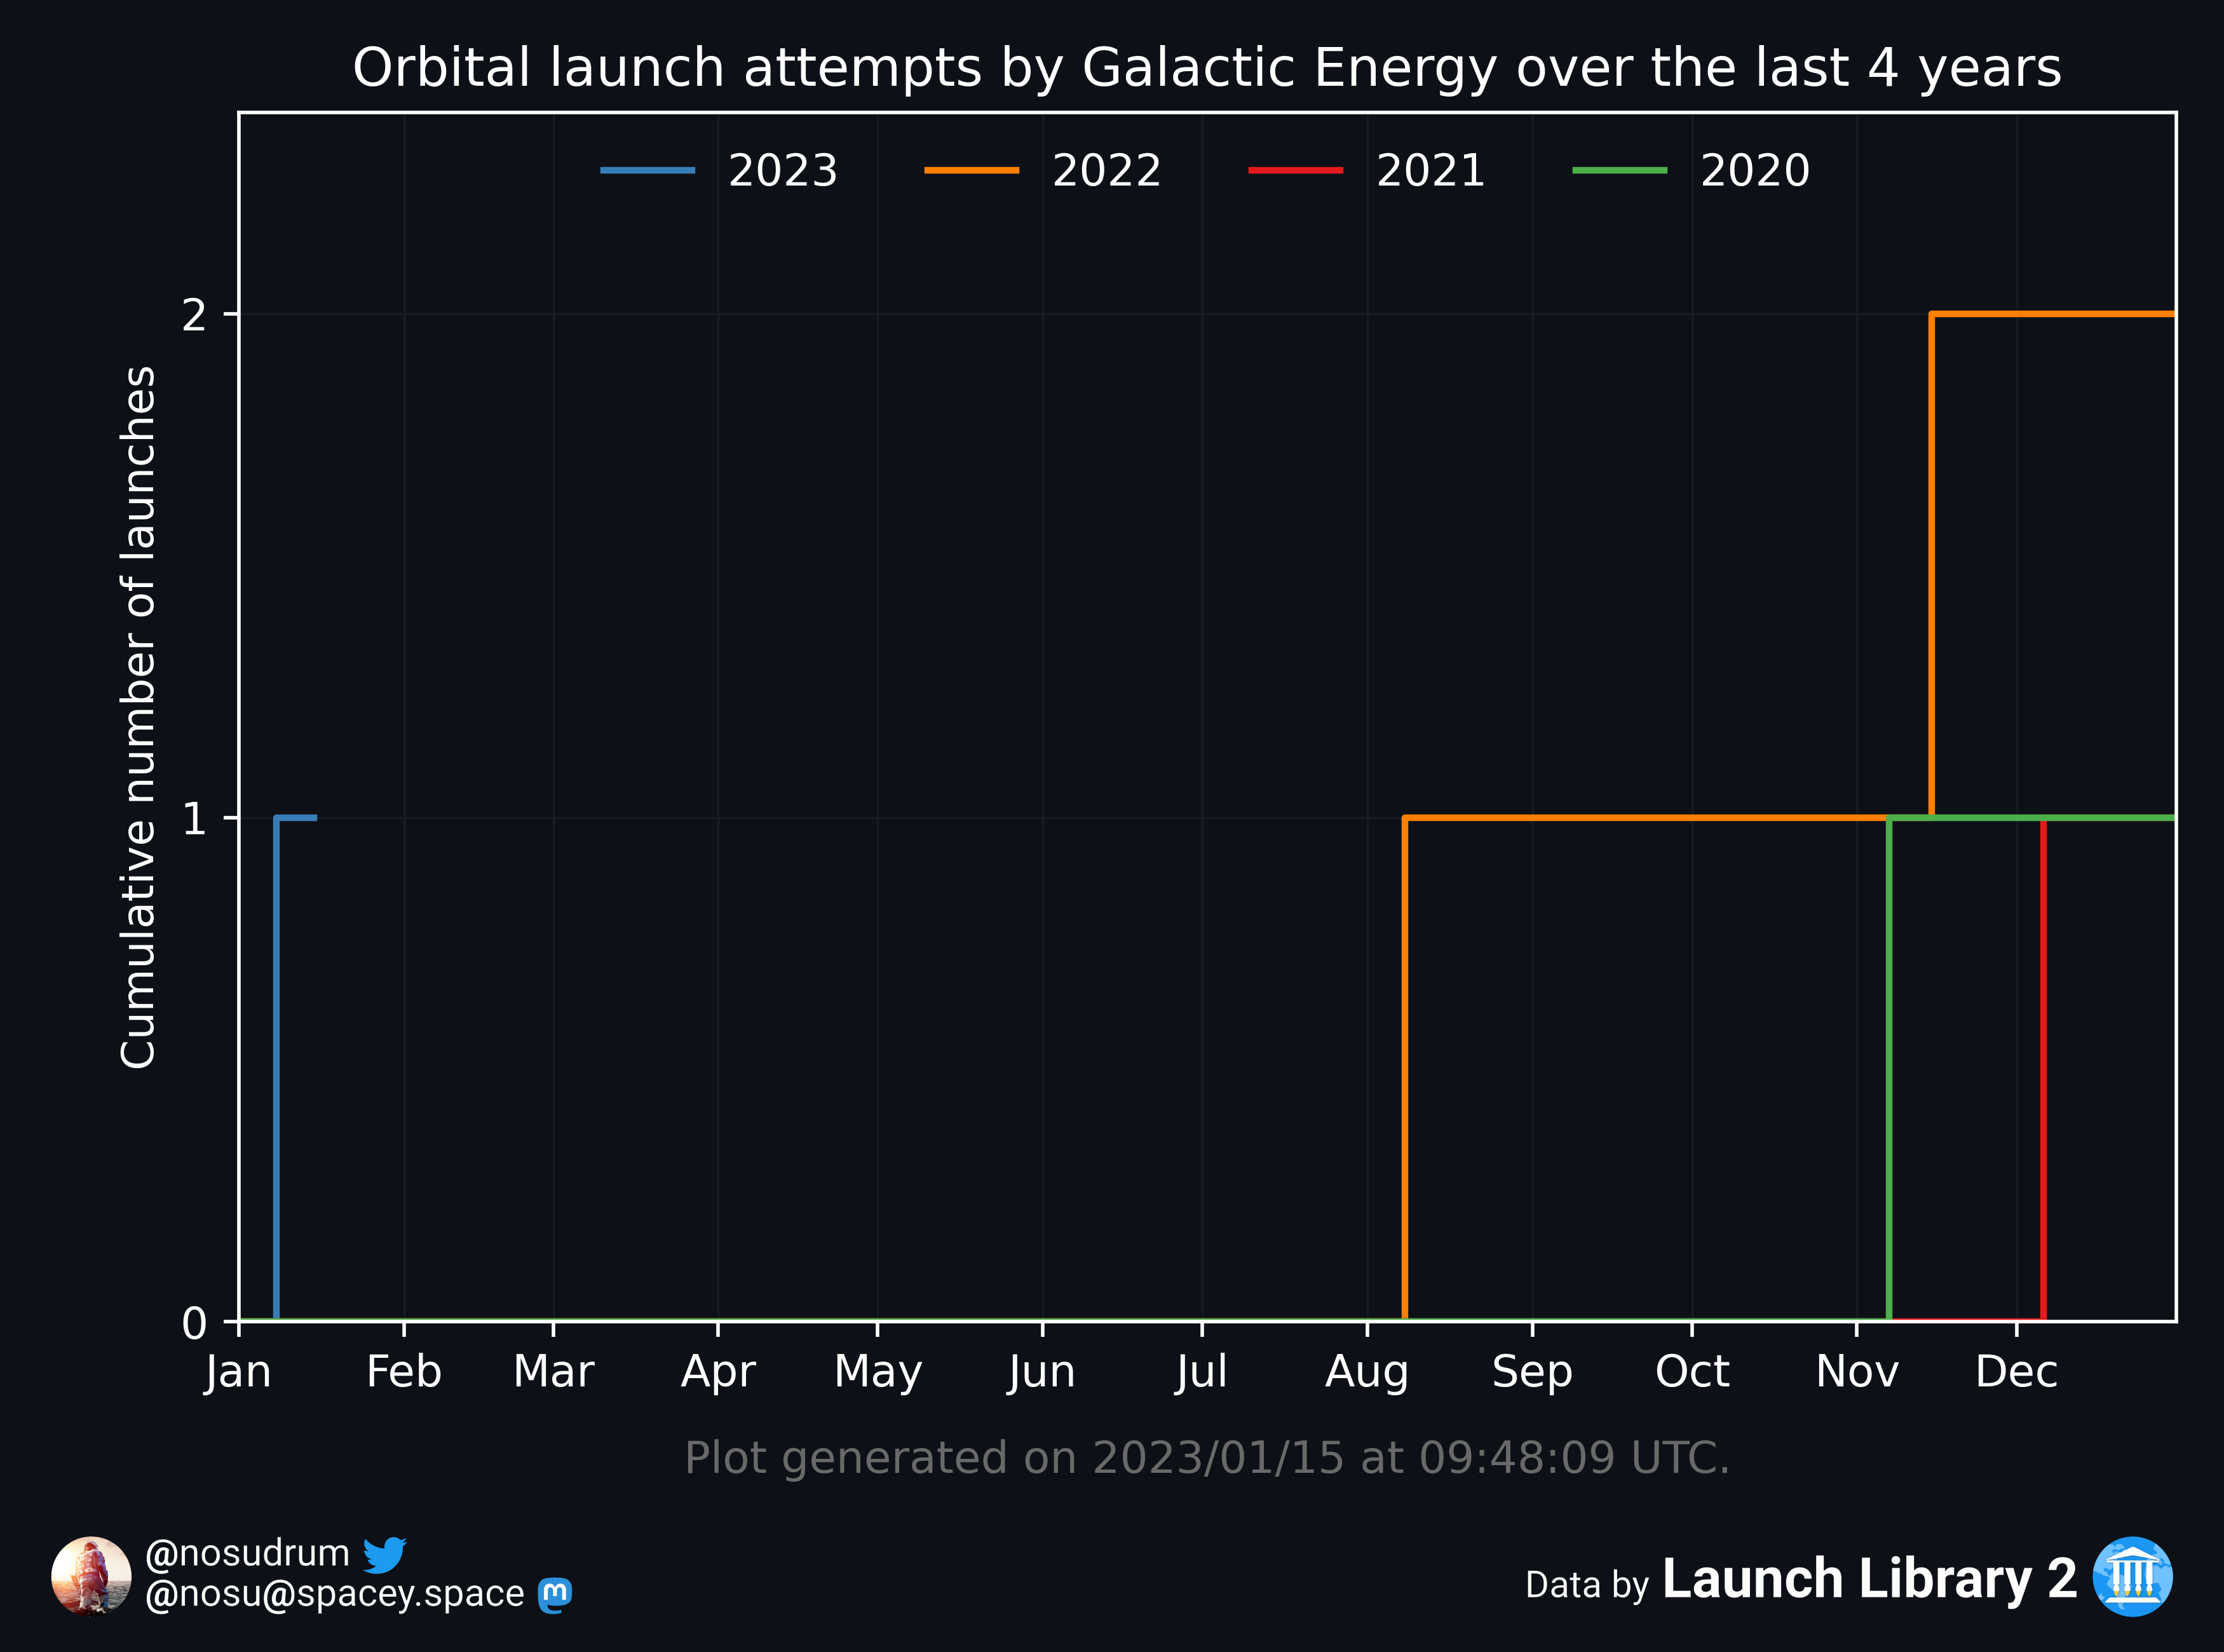 Orbital launch attempts by Galactic Energy over the last 4 years
2023 2022 2021 2020
Cumulative number of launches
2
1
0
Jan Feb Mar Apr May Jun Jul Aug Sep Oct Nov Dec
Plot generated on 2023/01/15 at 09:48:09 UTC.
@nosudrum
@nosu@spacey.space
Data by Launch Library 2